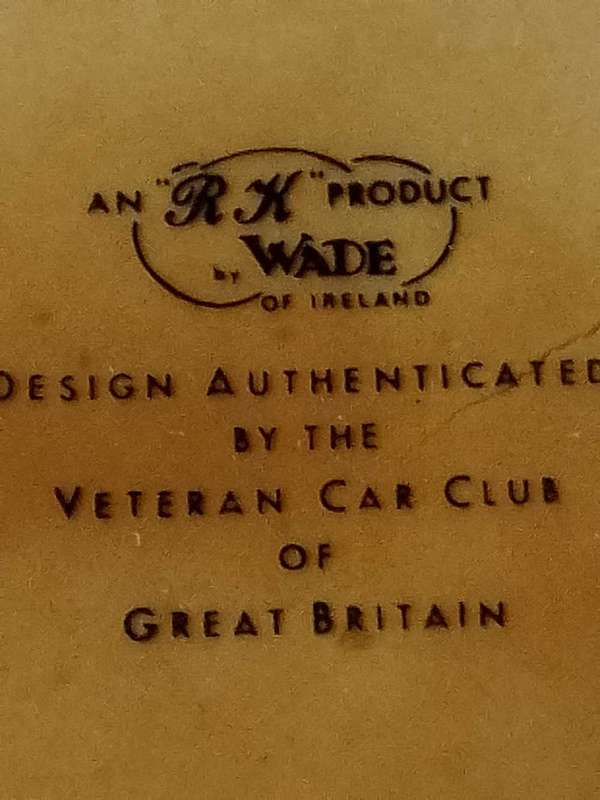 AN "RK" PRODUCT
BY WADE
OF IRELAND
DESIGN AUTHENTICATED
BY THE
VETERAN CAR CLUB
OF
GREAT BRITAIN